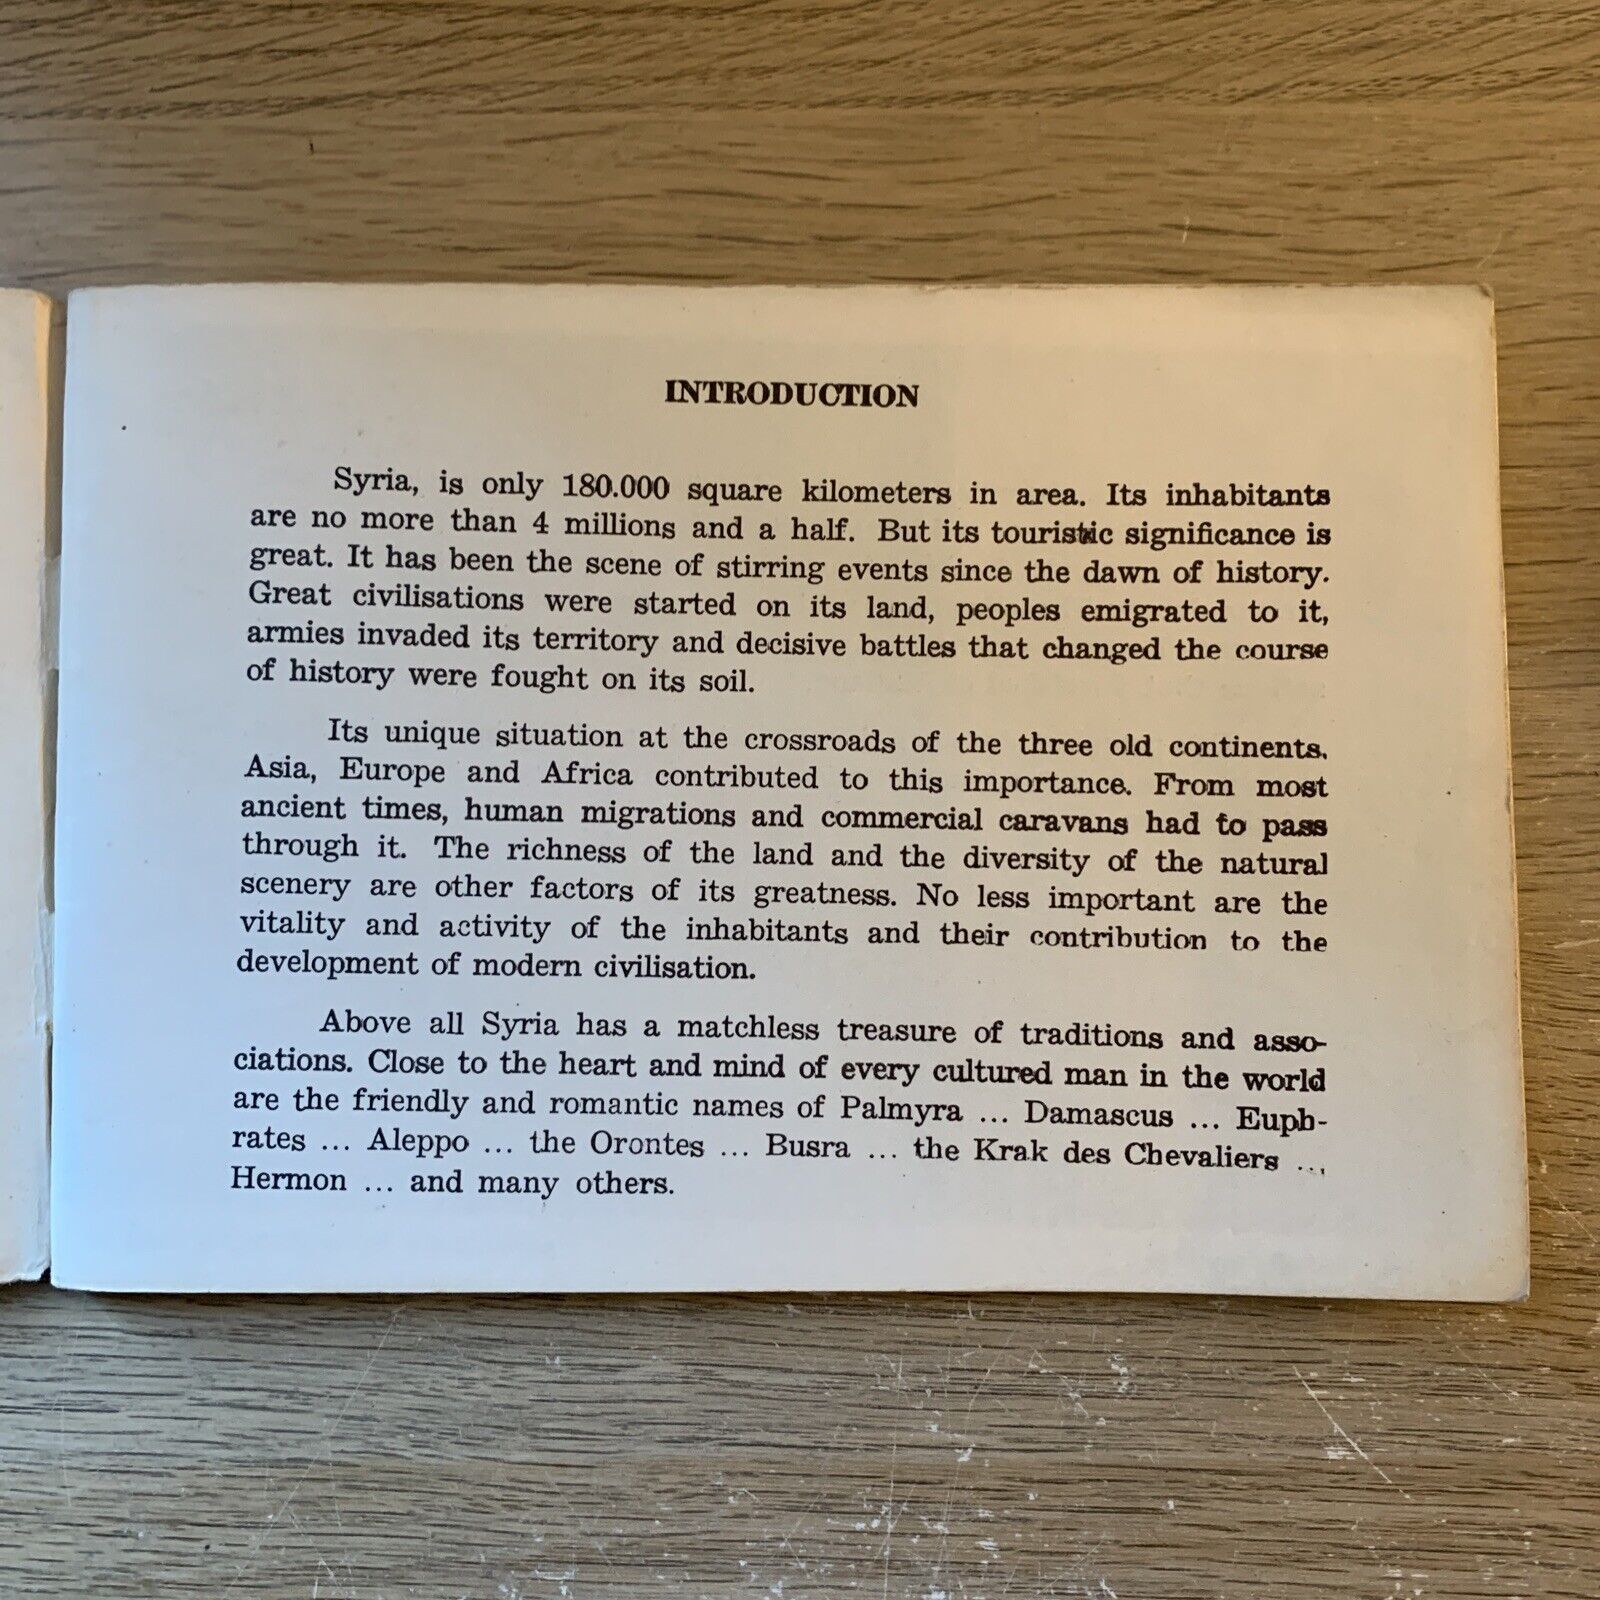 INTRODUCTION
Syria, is only 180.000 square kilometers in area. Its inhabitants
are no more than 4 millions and a half. But its touristic significance is
great. It has been the scene of stirring events since the dawn of history.
Great civilisations were started on its land, peoples emigrated to it,
armies invaded its territory and decisive battles that changed the course
of history were fought on its soil.
Its unique situation at the crossroads of the three old continents.
Asia, Europe and Africa contributed to this importance. From most
ancient times, human migrations and commercial caravans had to pass
through it. The richness of the land and the diversity of the natural
scenery are other factors of its greatness. No less important are the
vitality and activity of the inhabitants and their contribution to the
development of modern civilisation.
Above all Syria has a matchless treasure of traditions and asso-
ciations. Close to the heart and mind of every cultured man in the world
are the friendly and romantic names of Palmyra ... Damascus ... Euph-
rates ... Aleppo ... the Orontes ... Busra ... the Krak des Chevaliers ...
Hermon ... and many others.